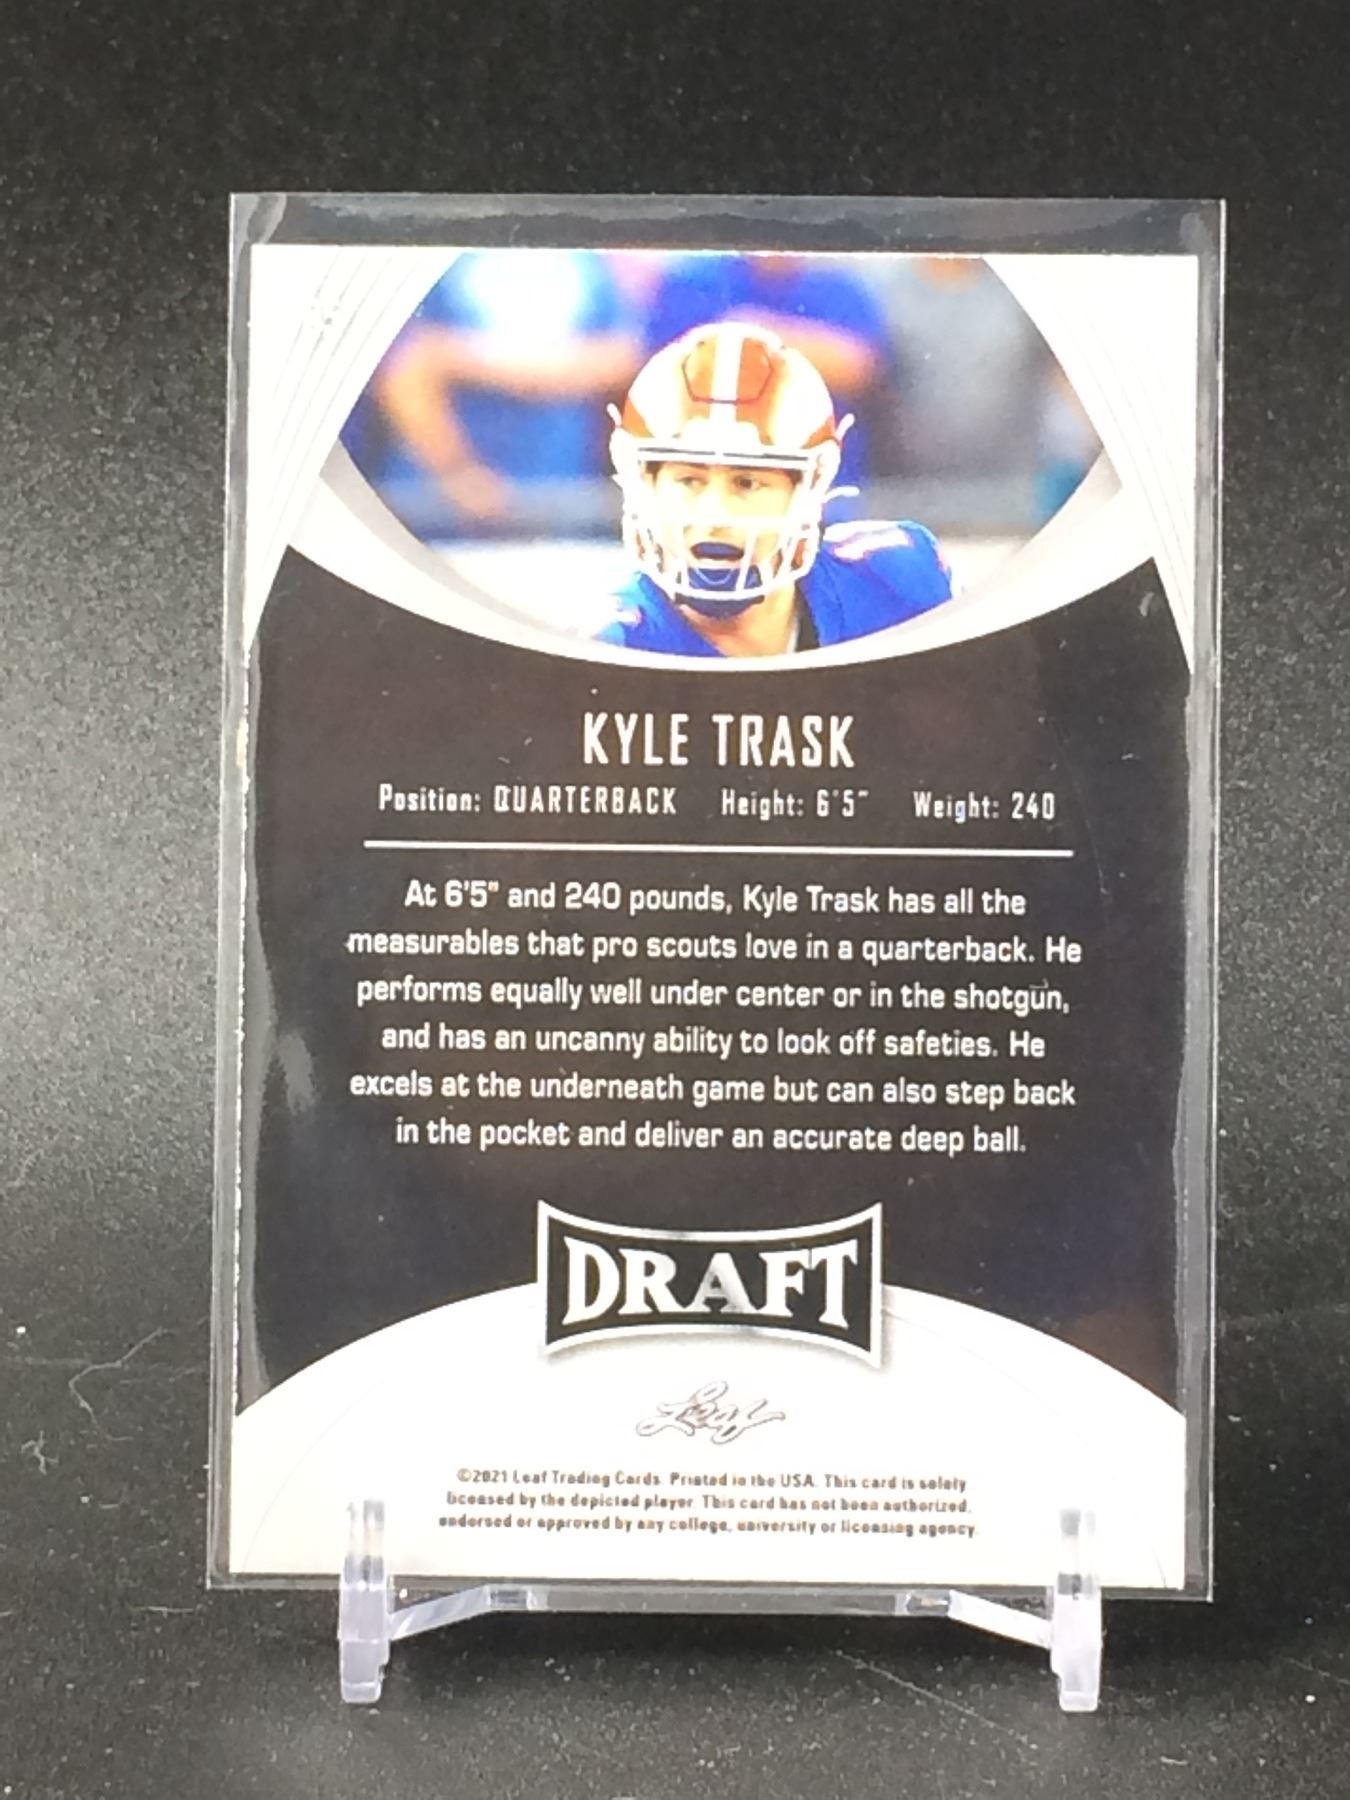 KYLE TRASK
Position: QUARTERBACK Height: 6'5" Weight: 240
At 6'5" and 240 pounds, Kyle Trask has all the
measurables that pro scouts love in a quarterback. He
performs equally well under center or in the shotgun,
and has an uncanny ability to look off safeties. He
excels at the underneath game but can also step back
in the pocket and deliver an accurate deep ball.
DRAFT
Leaf
©2021 Leaf Trading Cards. Printed in the USA. This card is solely
licensed by the depicted player. This card has not been authorized,
endorsed or approved by any college, university or licensing agency.